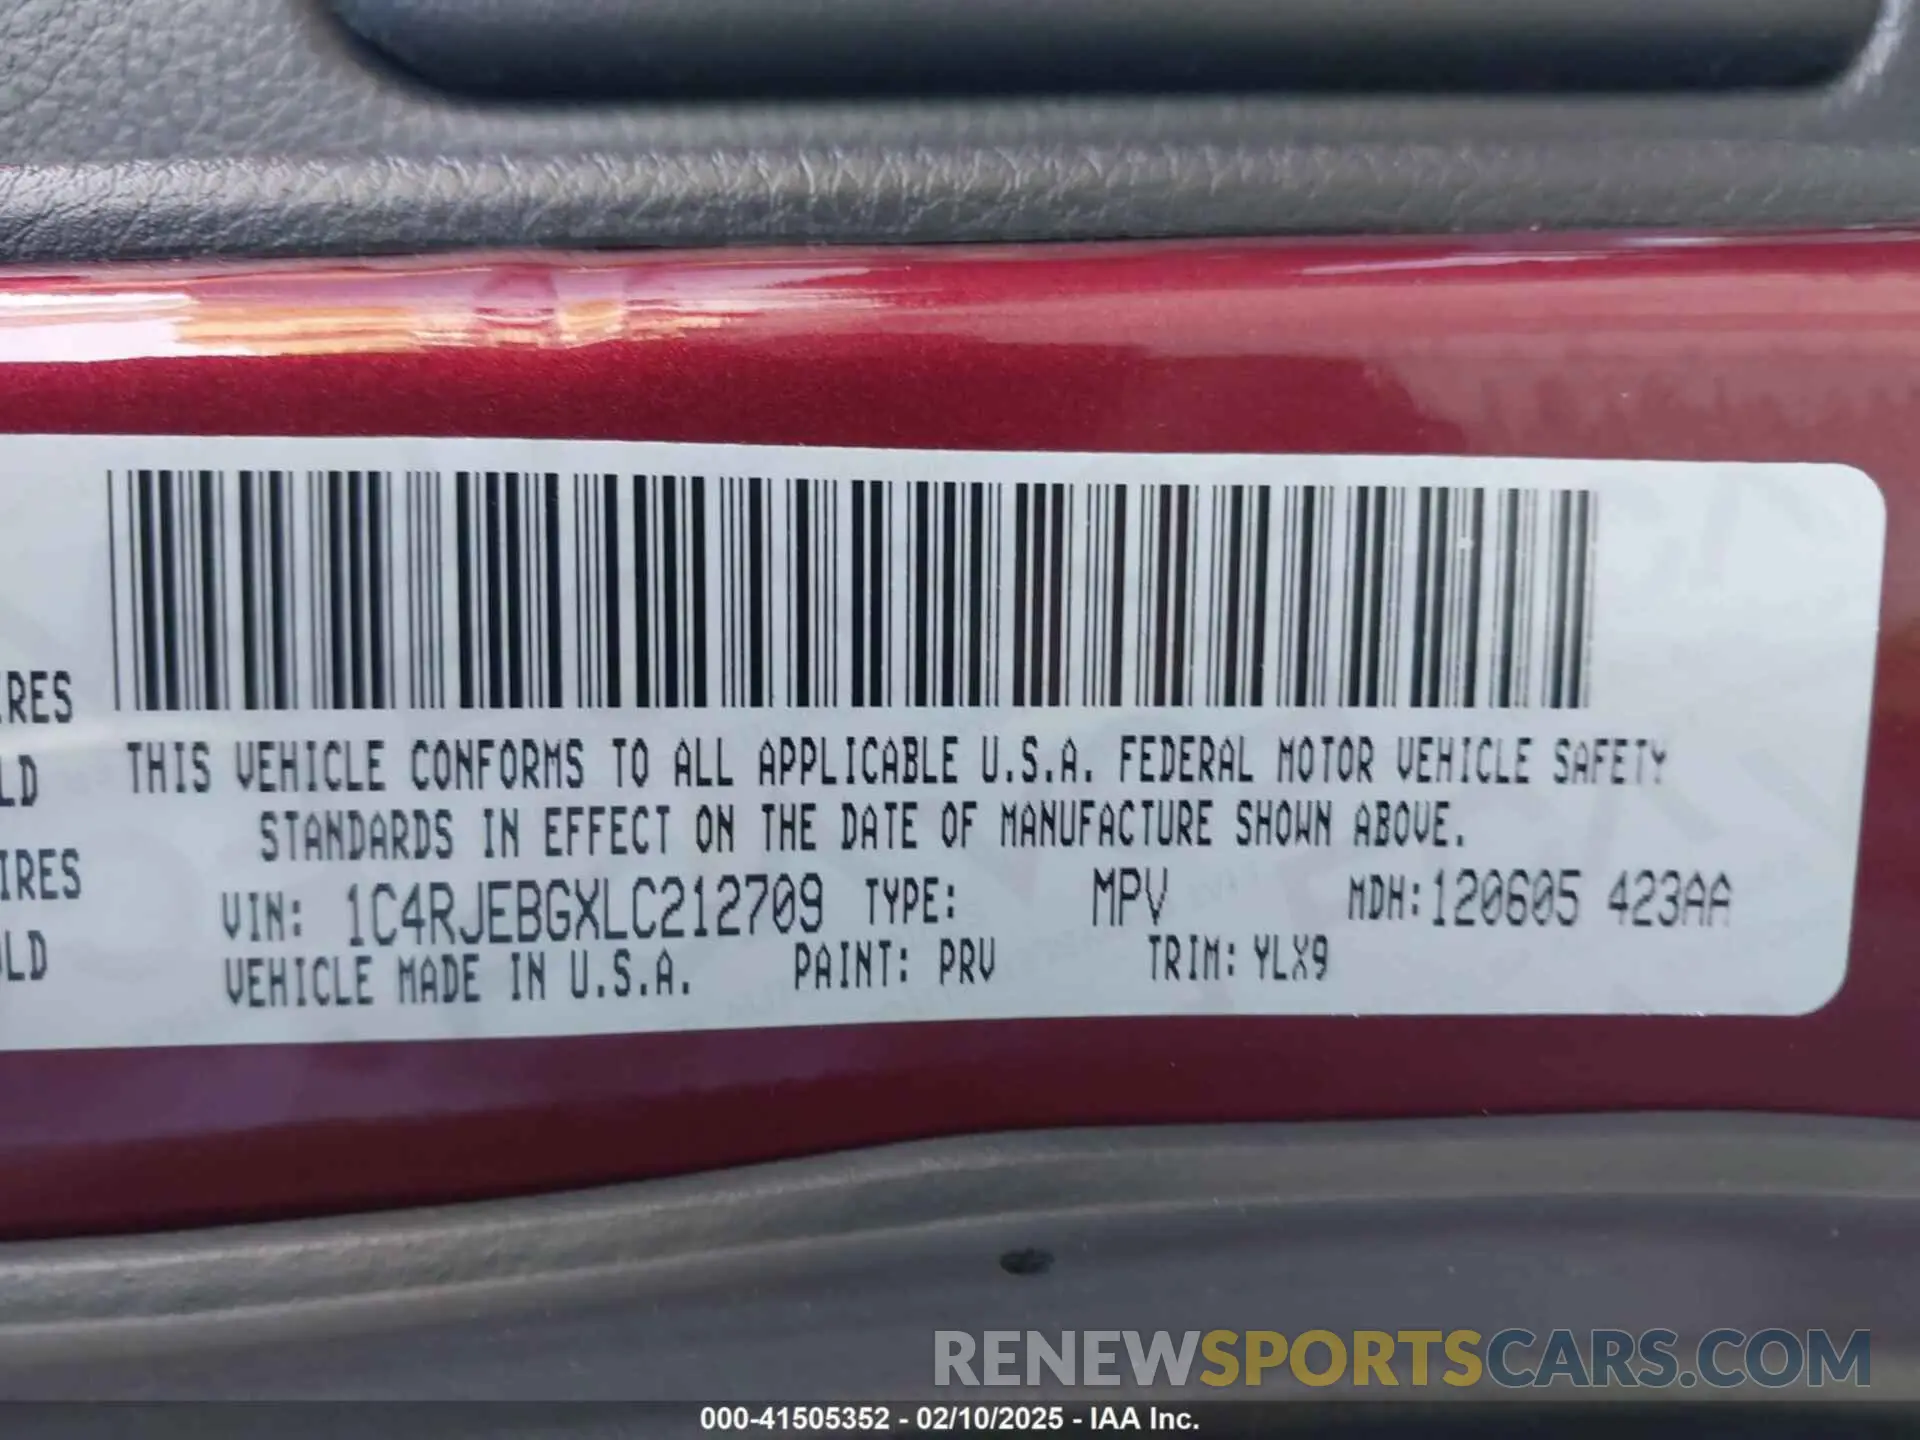 IRES
LD
IRES
LD
THIS VEHICLE CONFORMS TO ALL APPLICABLE U.S.A. FEDERAL MOTOR VEHICLE SAFETY
STANDARDS IN EFFECT ON THE DATE OF MANUFACTURE SHOWN ABOVE.
VIN: 1C4RJEBGXLC212709 TYPE: MPV MDH:120605 423AA
VEHICLE MADE IN U.S.A. PAINT: PRV TRIM: YLX9
RENEWSPORTSCARS.COM
000-41505352 - 02/10/2025 - IAA Inc.